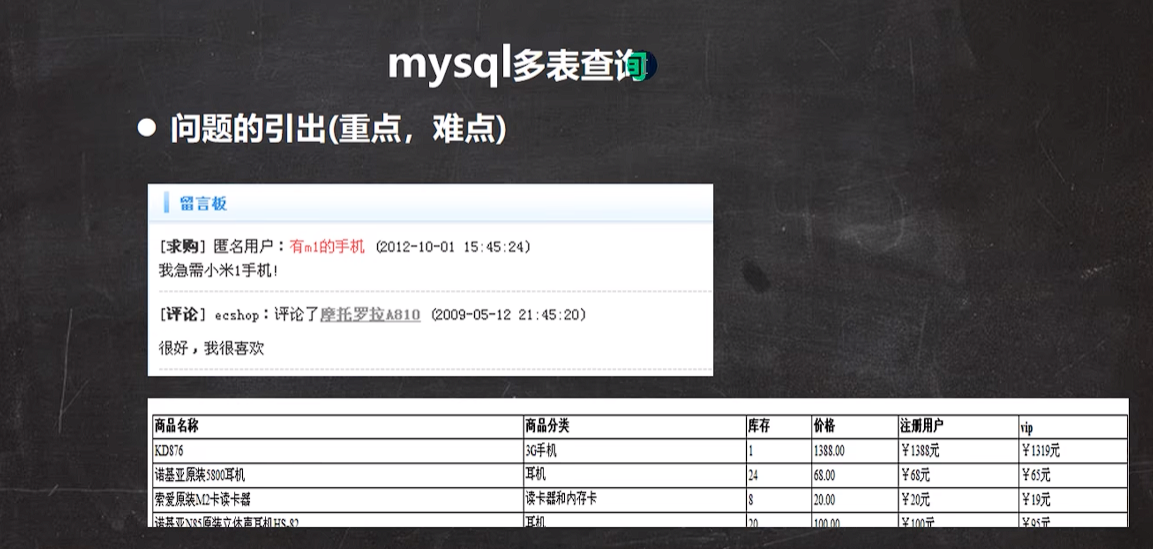 mysql多表查询
● 问题的引出(重点，难点)
留言板
[求购] 匿名用户：有m1的手机 (2012-10-01 15:45:24)
我急需小米1手机!
[评论] ecshop：评论了摩托罗拉A810 (2009-05-12 21:45:20)
很好，我很喜欢
商品名称 商品分类 库存 价格 注册用户 vip
KD876 3G手机 1 1388.00 ￥1388元 ￥1319元
诺基亚原装5800耳机 耳机 24 68.00 ￥68元 ￥65元
索爱原装M2卡读卡器 读卡器和内存卡 8 20.00 ￥20元 ￥19元
诺基亚N85原装立体声耳机HS-82 耳机 20 100.00 ￥100元 ￥95元